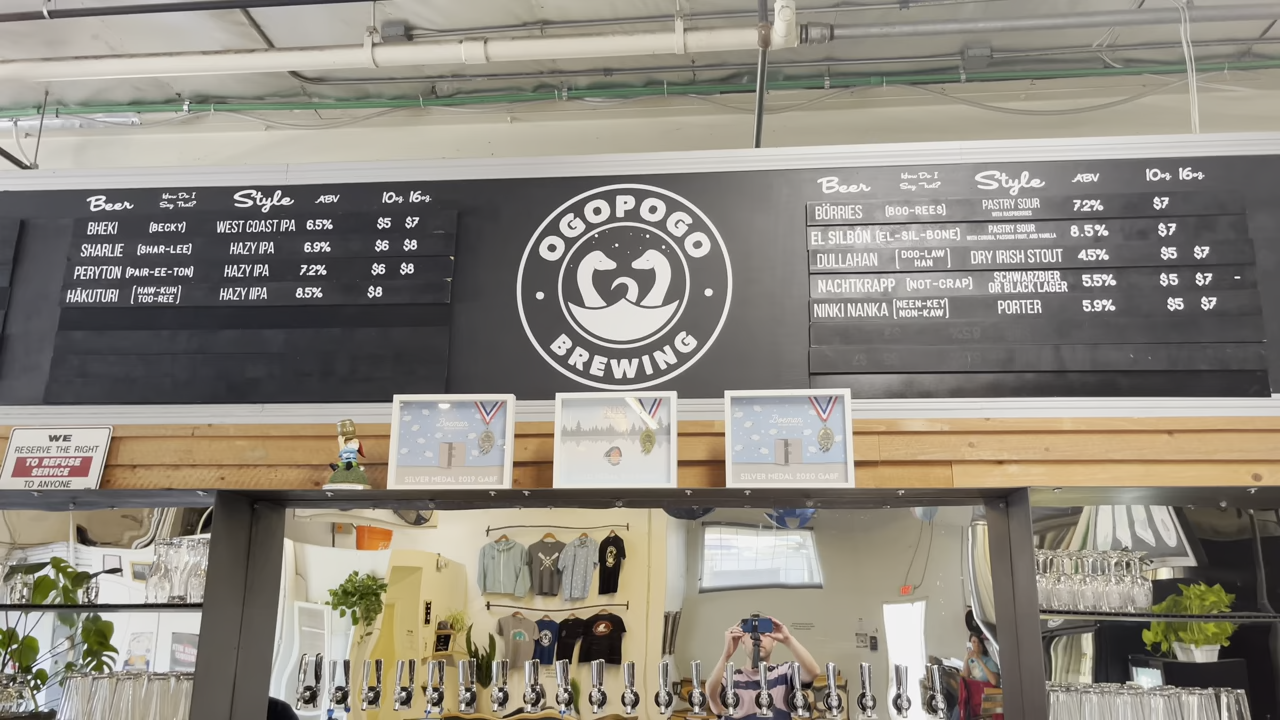 Beer How Do I Say That? Style ABV 10oz. 16oz.
BHEKI (BECKY) WEST COAST IPA 6.5% $5 $7
SHARLIE (SHAR-LEE) HAZY IPA 6.9% $6 $8
PERYTON (PAIR-EE-TON) HAZY IPA 7.2% $6 $8
HĀKUTURI [HAW-KUH TOO-REE] HAZY IIPA 8.5% $8
OGOPOGO
BREWING
Beer How Do I Say That? Style ABV 10oz. 16oz.
BÖRRIES (BOO-REES) PASTRY SOUR 7.2% $7
WITH RASPBERRIES
EL SILBÓN (EL-SIL-BONE) PASTRY SOUR 8.5% $7
WITH GUAVA, PASSION FRUIT, AND VANILLA
DULLAHAN [DOO-LAW HAN] DRY IRISH STOUT 4.5% $5 $7
NACHTKRAPP (NOT-CRAP) SCHWARZBIER OR BLACK LAGER 5.5% $5 $7
NINKI NANKA [NEEN-KEY NON-KAW] PORTER 5.9% $5 $7
WE
RESERVE THE RIGHT
TO REFUSE
SERVICE
TO ANYONE
SILVER MEDAL 2019 GABF
SILVER MEDAL 2020 GABF